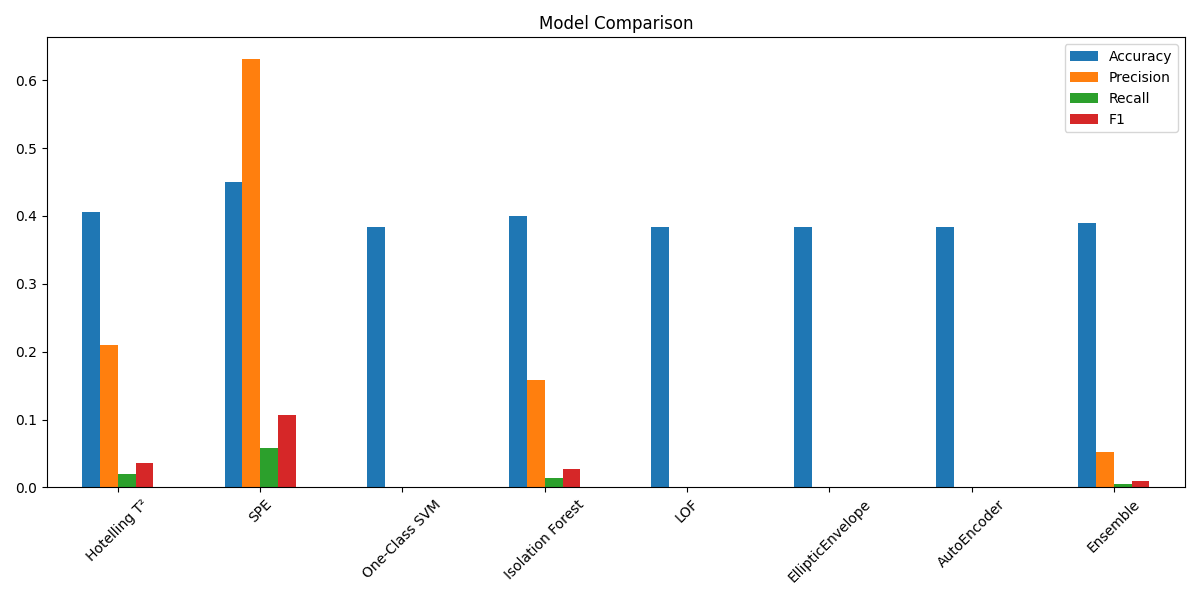 Model Comparison
Accuracy
Precision
Recall
F1
0.6
0.5
0.4
0.3
0.2
0.1
0.0
Hotelling T²
SPE
One-Class SVM
Isolation Forest
LOF
EllipticEnvelope
AutoEncoder
Ensemble